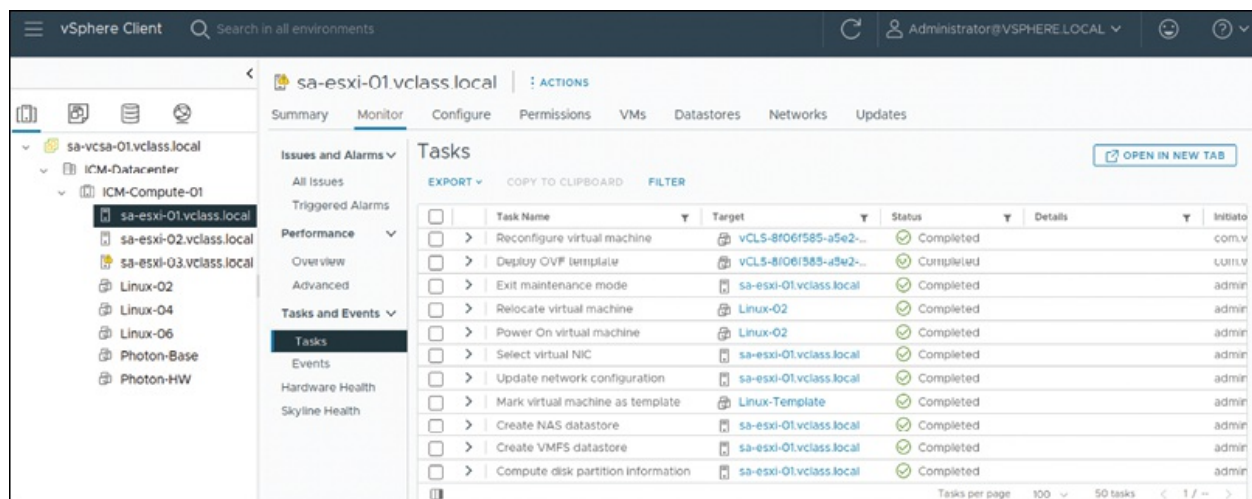 vSphere Client Search in all environments Administrator@VSPHERE.LOCAL
sa-esxi-01.vclass.local ACTIONS
Summary Monitor Configure Permissions VMs Datastores Networks Updates
sa-vcsa-01.vclass.local
ICM-Datacenter
ICM-Compute-01
sa-esxi-01.vclass.local
sa-esxi-02.vclass.local
sa-esxi-03.vclass.local
Linux-02
Linux-04
Linux-06
Photon-Base
Photon-HW
Issues and Alarms
All Issues
Triggered Alarms
Performance
Overview
Advanced
Tasks and Events
Tasks
Events
Hardware Health
Skyline Health
Tasks OPEN IN NEW TAB
EXPORT COPY TO CLIPBOARD FILTER
Task Name Target Status Details Initiato
Reconfigure virtual machine vCLS-8f06f585-a5e2-... Completed com.v
Deploy OVF template vCLS-8f06f585-a5e2-... Completed com.v
Exit maintenance mode sa-esxi-01.vclass.local Completed admin
Relocate virtual machine Linux-02 Completed admin
Power On virtual machine Linux-02 Completed admin
Select virtual NIC sa-esxi-01.vclass.local Completed admin
Update network configuration sa-esxi-01.vclass.local Completed admin
Mark virtual machine as template Linux-Template Completed admin
Create NAS datastore sa-esxi-01.vclass.local Completed admin
Create VMFS datastore sa-esxi-01.vclass.local Completed admin
Compute disk partition information sa-esxi-01.vclass.local Completed admin
Tasks per page 100 50 tasks 1 / --